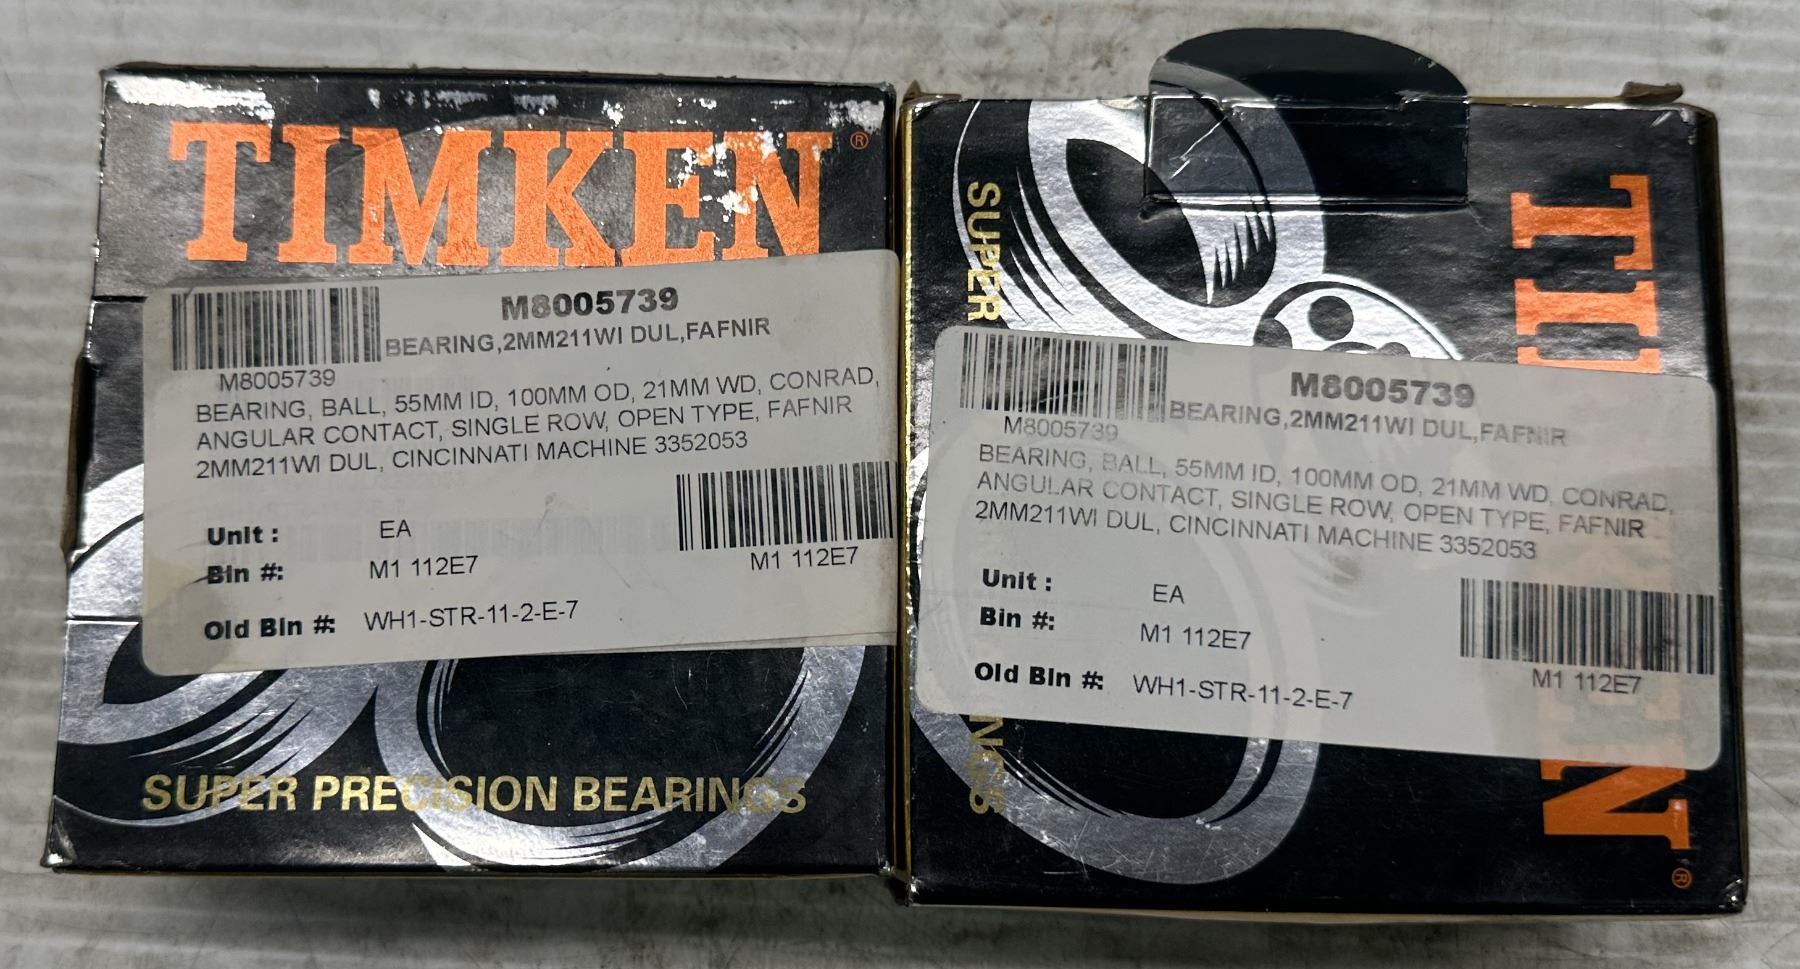 TIMKEN®
M8005739
BEARING,2MM211WI DUL,FAFNIR
M8005739
BEARING, BALL, 55MM ID, 100MM OD, 21MM WD, CONRAD,
ANGULAR CONTACT, SINGLE ROW, OPEN TYPE, FAFNIR
2MM211WI DUL, CINCINNATI MACHINE 3352053
Unit : EA
Bin #: M1 112E7
M1 112E7
Old Bin #: WH1-STR-11-2-E-7
SUPER PRECISION BEARINGS
SUPER
NGS
TI EN®
M8005739
BEARING,2MM211WI DUL,FAFNIR
M8005739
BEARING, BALL, 55MM ID, 100MM OD, 21MM WD, CONRAD,
ANGULAR CONTACT, SINGLE ROW, OPEN TYPE, FAFNIR
2MM211WI DUL, CINCINNATI MACHINE 3352053
Unit : EA
Bin #: M1 112E7
M1 112E7
Old Bin #: WH1-STR-11-2-E-7